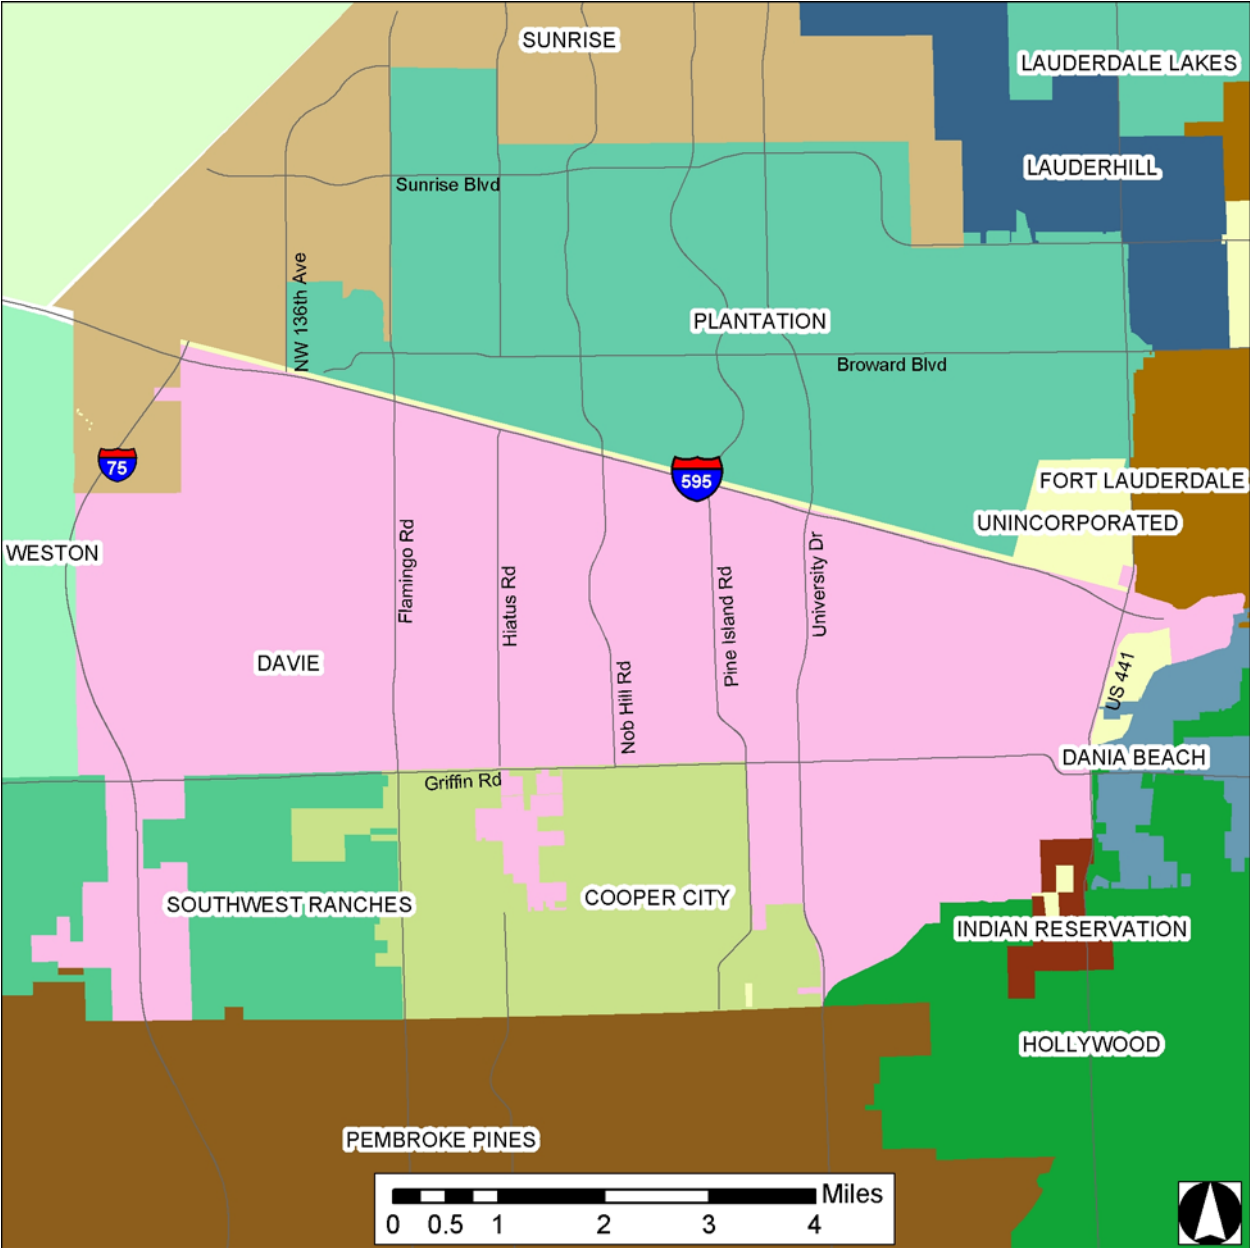 SUNRISE
LAUDERDALE LAKES
LAUDERHILL
Sunrise Blvd
NW 136th Ave
PLANTATION
Broward Blvd
75
595
FORT LAUDERDALE
UNINCORPORATED
WESTON
Flamingo Rd
Hiatus Rd
Pine Island Rd
University Dr
DAVIE
Nob Hill Rd
US 441
DANIA BEACH
Griffin Rd
SOUTHWEST RANCHES
COOPER CITY
INDIAN RESERVATION
HOLLYWOOD
PEMBROKE PINES
Miles
0 0.5 1 2 3 4